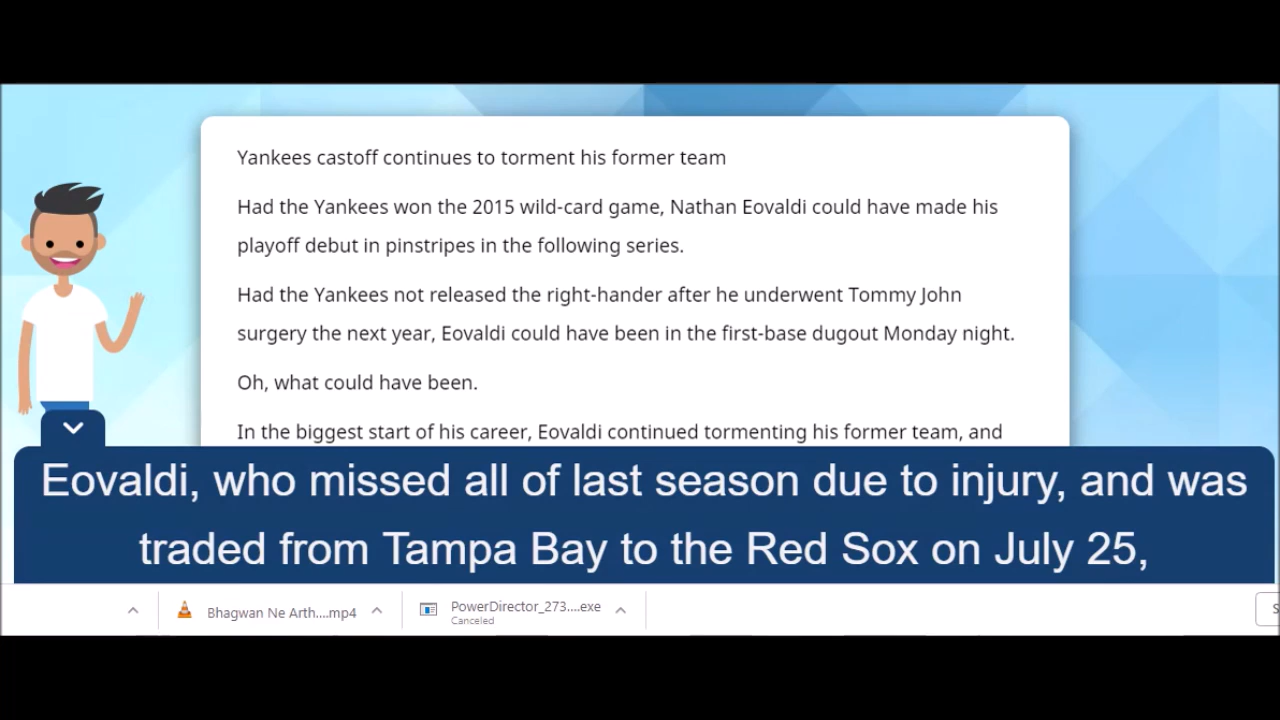 Yankees castoff continues to torment his former team
Had the Yankees won the 2015 wild-card game, Nathan Eovaldi could have made his
playoff debut in pinstripes in the following series.
Had the Yankees not released the right-hander after he underwent Tommy John
surgery the next year, Eovaldi could have been in the first-base dugout Monday night.
Oh, what could have been.
In the biggest start of his career, Eovaldi continued tormenting his former team, and
Eovaldi, who missed all of last season due to injury, and was
traded from Tampa Bay to the Red Sox on July 25,
Bhagwan Ne Arth....mp4
PowerDirector_273....exe
Canceled